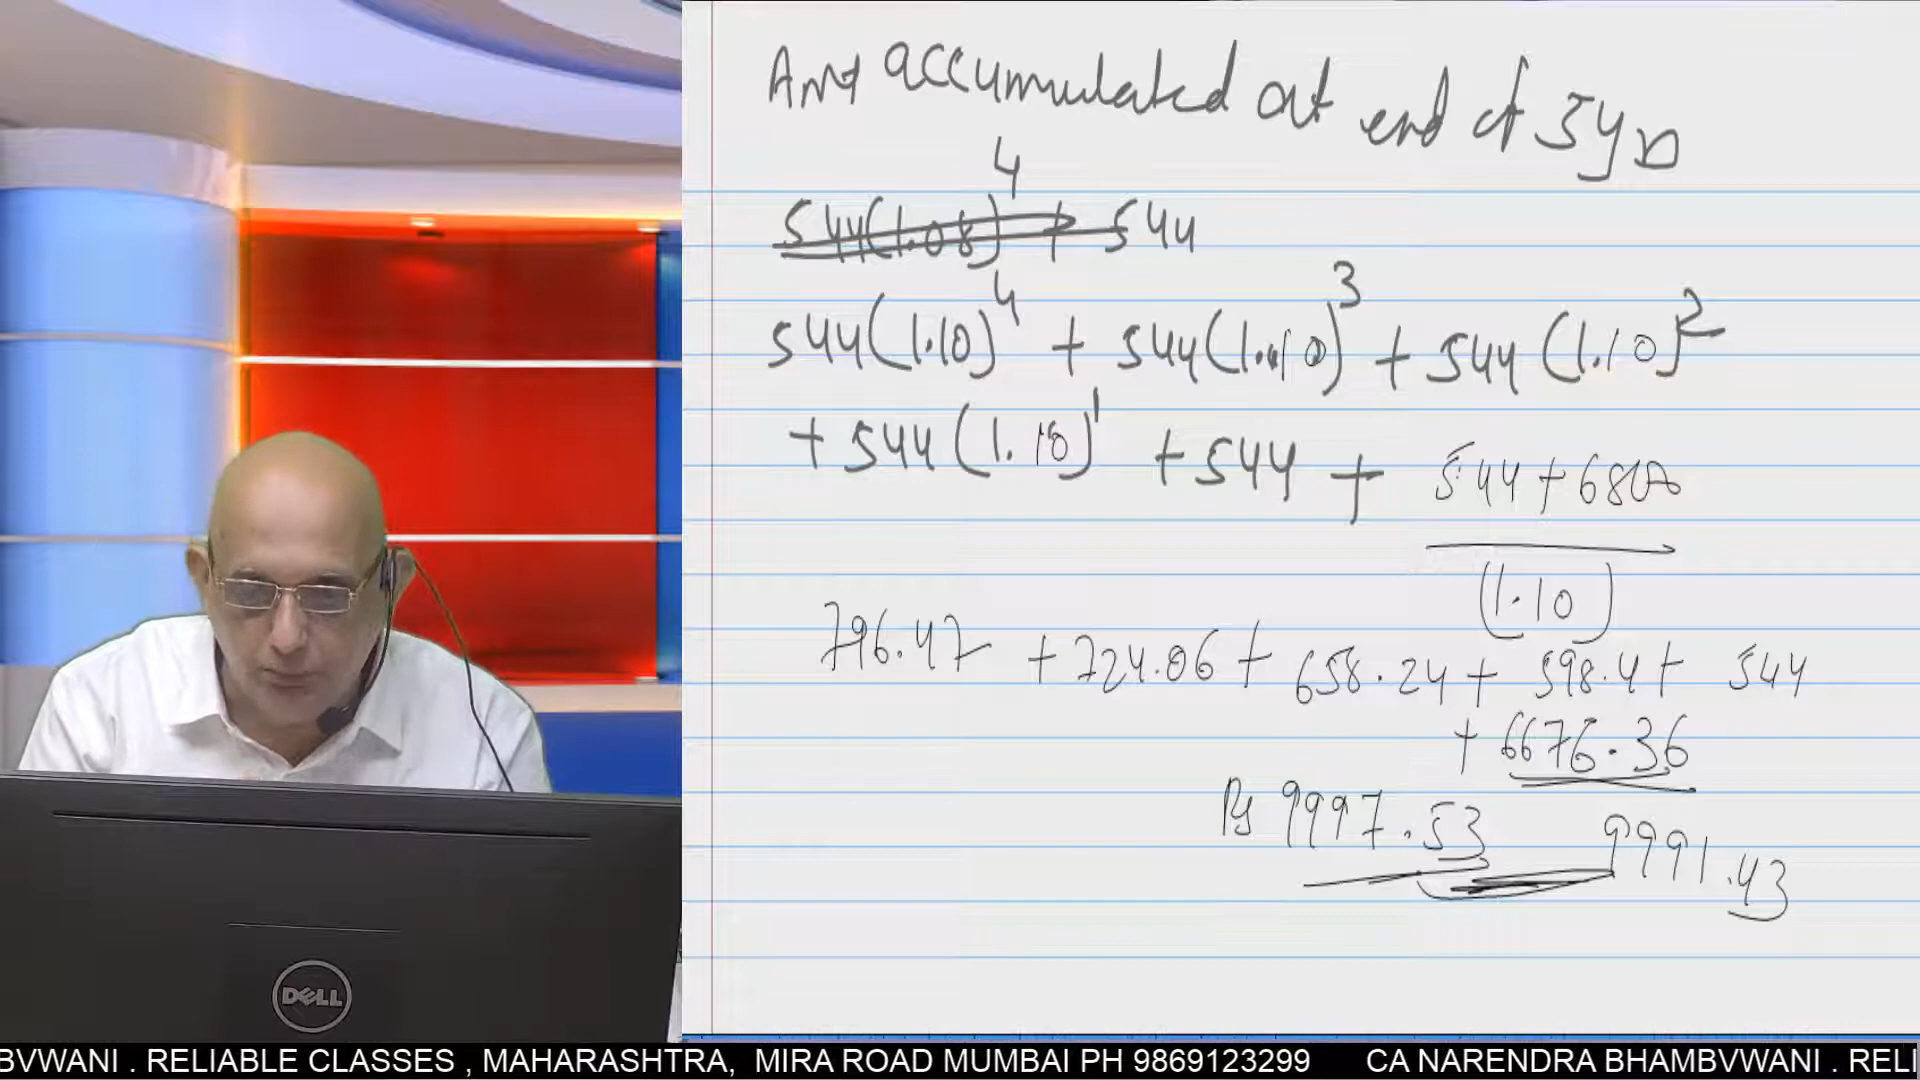 Amt accumulated at end of 5yrs
544(1.08)^4 + 544
544(1.10)^4 + 544(1.10)^3 + 544(1.10)^2
+ 544(1.10)^1 + 544 + 544+6800
(1.10)
796.47 + 724.06 + 658.24 + 598.4 + 544
+ 6676.36
Rs 9997.53 9991.43
DELL
BVWANI . RELIABLE CLASSES , MAHARASHTRA, MIRA ROAD MUMBAI PH 9869123299 CA NARENDRA BHAMBVWANI . RELI